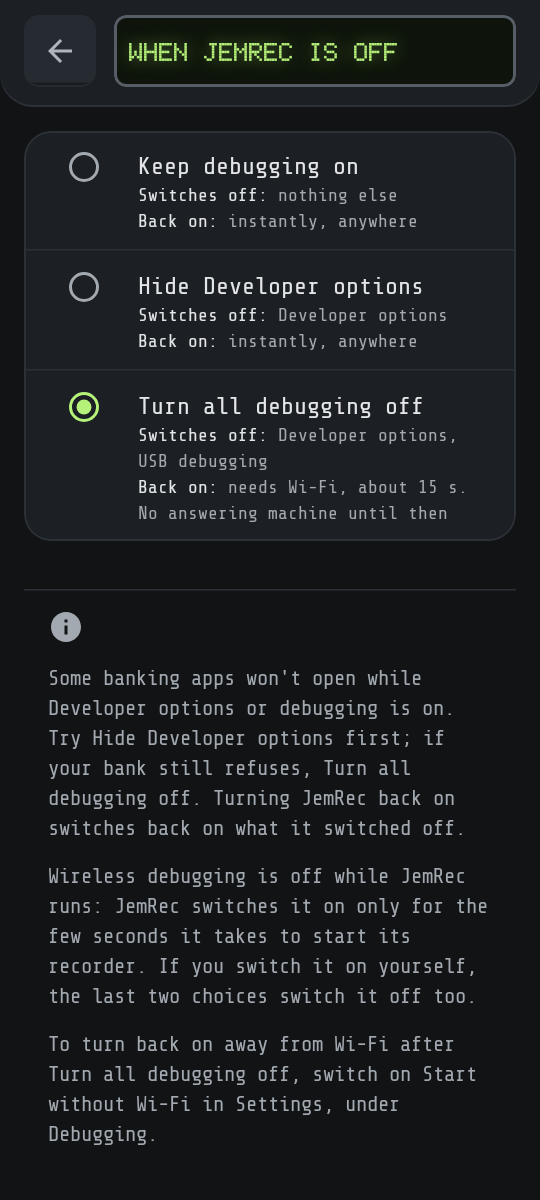 WHEN JEMREC IS OFF
Keep debugging on
Switches off: nothing else
Back on: instantly, anywhere
Hide Developer options
Switches off: Developer options
Back on: instantly, anywhere
Turn all debugging off
Switches off: Developer options,
USB debugging
Back on: needs Wi-Fi, about 15 s.
No answering machine until then
Some banking apps won't open while
Developer options or debugging is on.
Try Hide Developer options first; if
your bank still refuses, Turn all
debugging off. Turning JemRec back on
switches back on what it switched off.
Wireless debugging is off while JemRec
runs: JemRec switches it on only for the
few seconds it takes to start its
recorder. If you switch it on yourself,
the last two choices switch it off too.
To turn back on away from Wi-Fi after
Turn all debugging off, switch on Start
without Wi-Fi in Settings, under
Debugging.